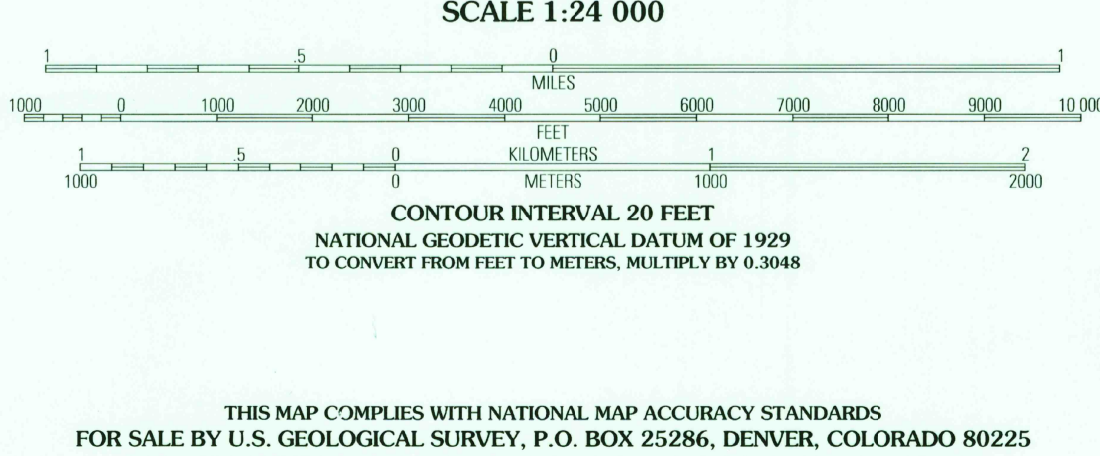 SCALE 1:24 000
1 .5 0 1
MILES
1000 0 1000 2000 3000 4000 5000 6000 7000 8000 9000 10 000
FEET
1 .5 0 KILOMETERS 1 2
1000 0 METERS 1000 2000
CONTOUR INTERVAL 20 FEET
NATIONAL GEODETIC VERTICAL DATUM OF 1929
TO CONVERT FROM FEET TO METERS, MULTIPLY BY 0.3048
THIS MAP COMPLIES WITH NATIONAL MAP ACCURACY STANDARDS
FOR SALE BY U.S. GEOLOGICAL SURVEY, P.O. BOX 25286, DENVER, COLORADO 80225